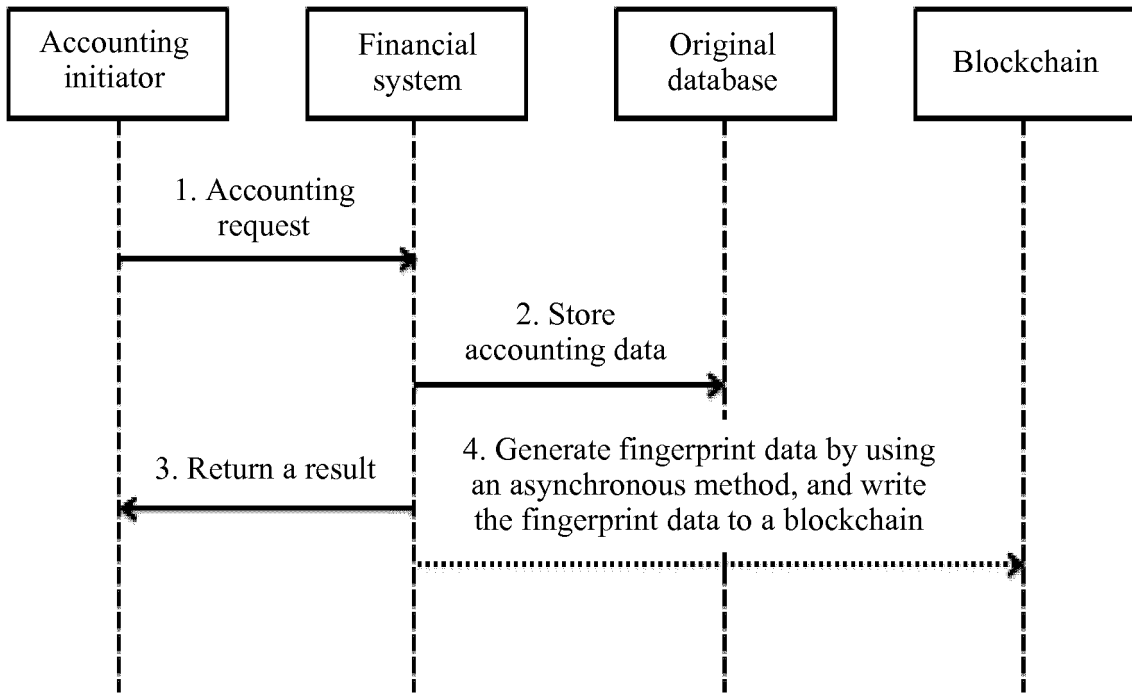 Accounting
initiator
Financial
system
Original
database
Blockchain
1. Accounting
request
2. Store
accounting data
3. Return a result
4. Generate fingerprint data by using
an asynchronous method, and write
the fingerprint data to a blockchain